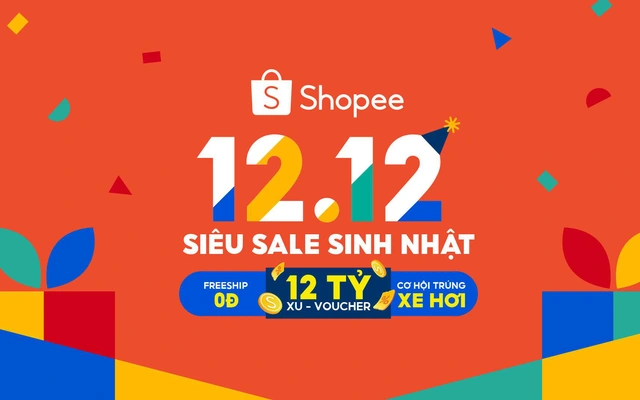 Shopee
12.12
SIÊU SALE SINH NHẬT
FREESHIP
0Đ
12 TỶ
XU - VOUCHER
CƠ HỘI TRÚNG
XE HƠI